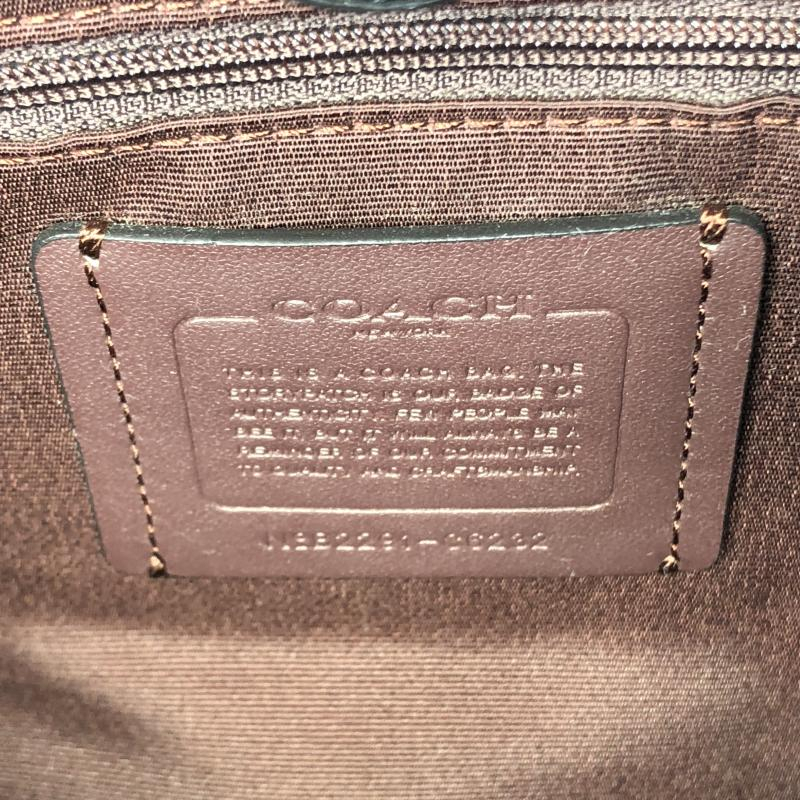 COACH
NEW YORK
THIS IS A COACH BAG. THE
STORYPATCH IS OUR BADGE OF
AUTHENTICITY. FEW PEOPLE MAY
SEE IT, BUT IT WILL ALWAYS BE A
REMINDER OF OUR COMMITMENT
TO QUALITY AND CRAFTSMANSHIP.